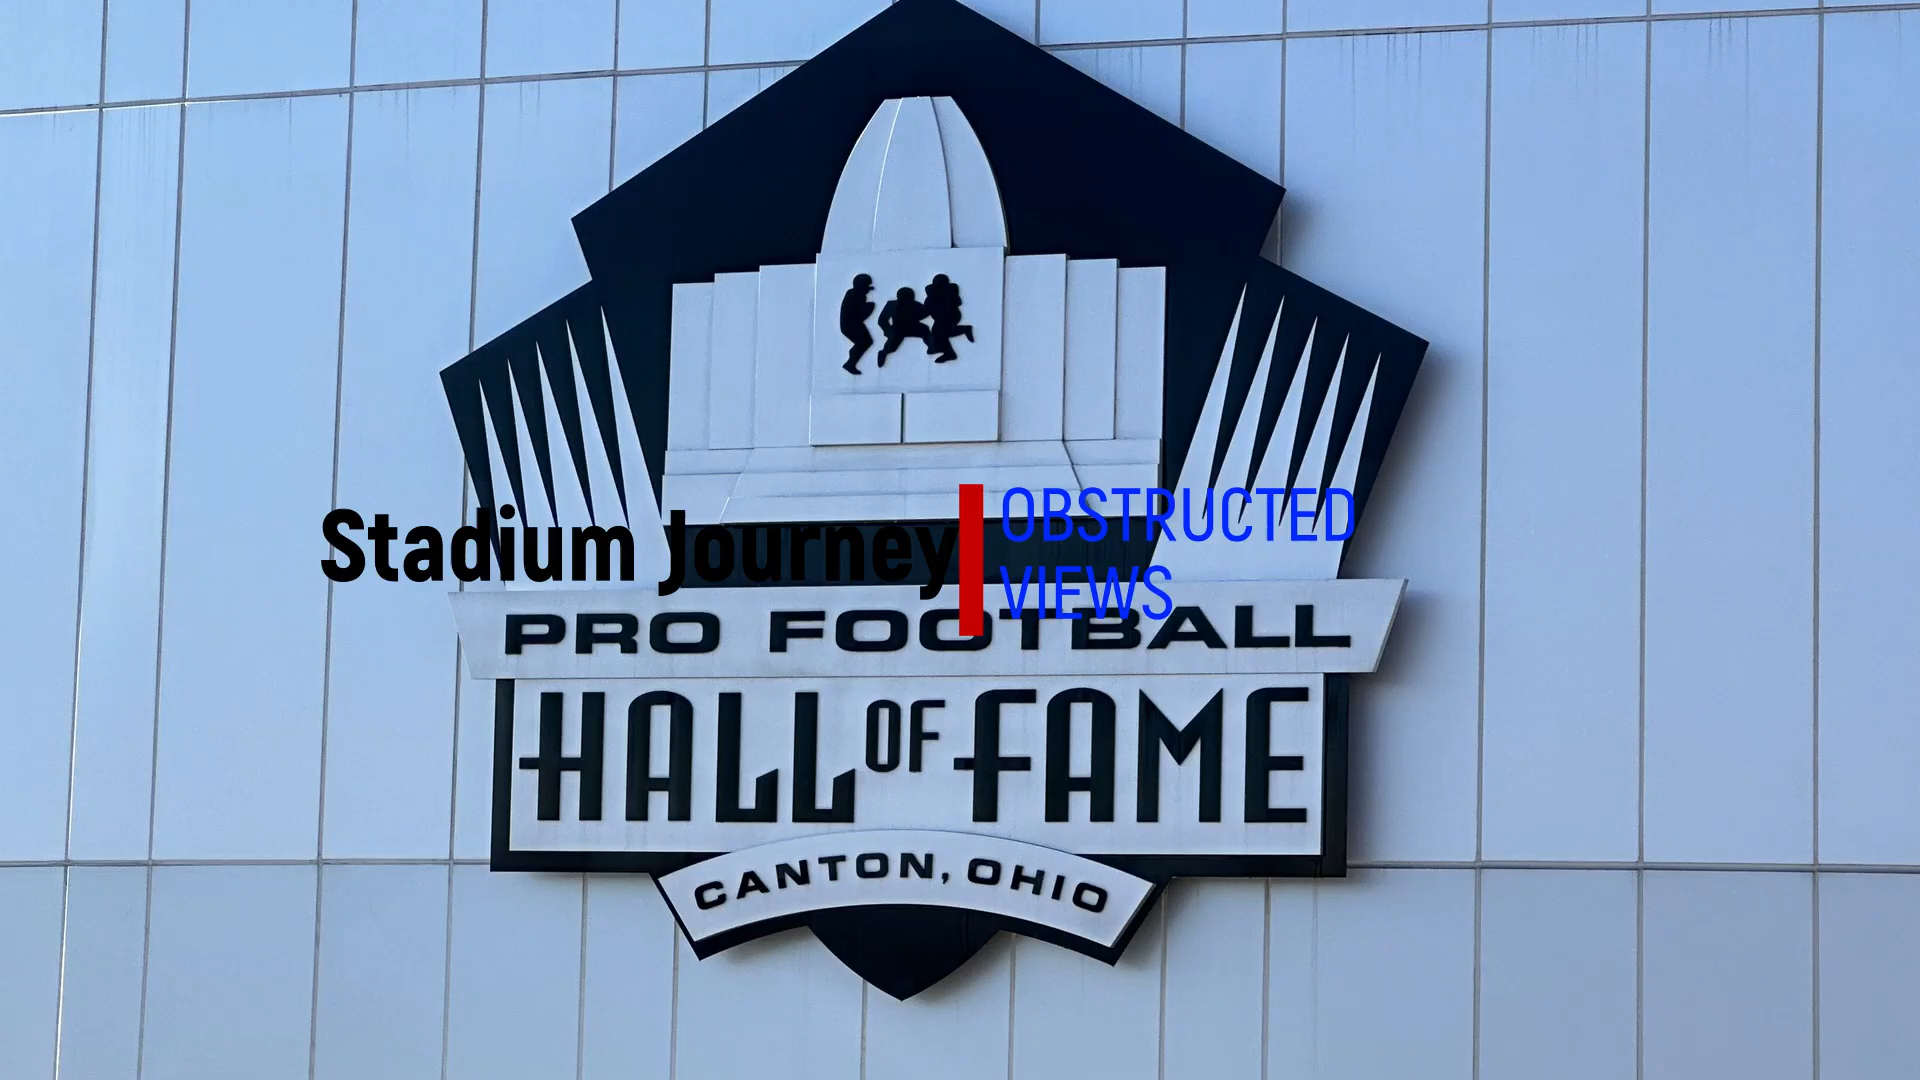 Stadium Journey
OBSTRUCTED
VIEWS
PRO FOOTBALL
HALL OF FAME
CANTON, OHIO